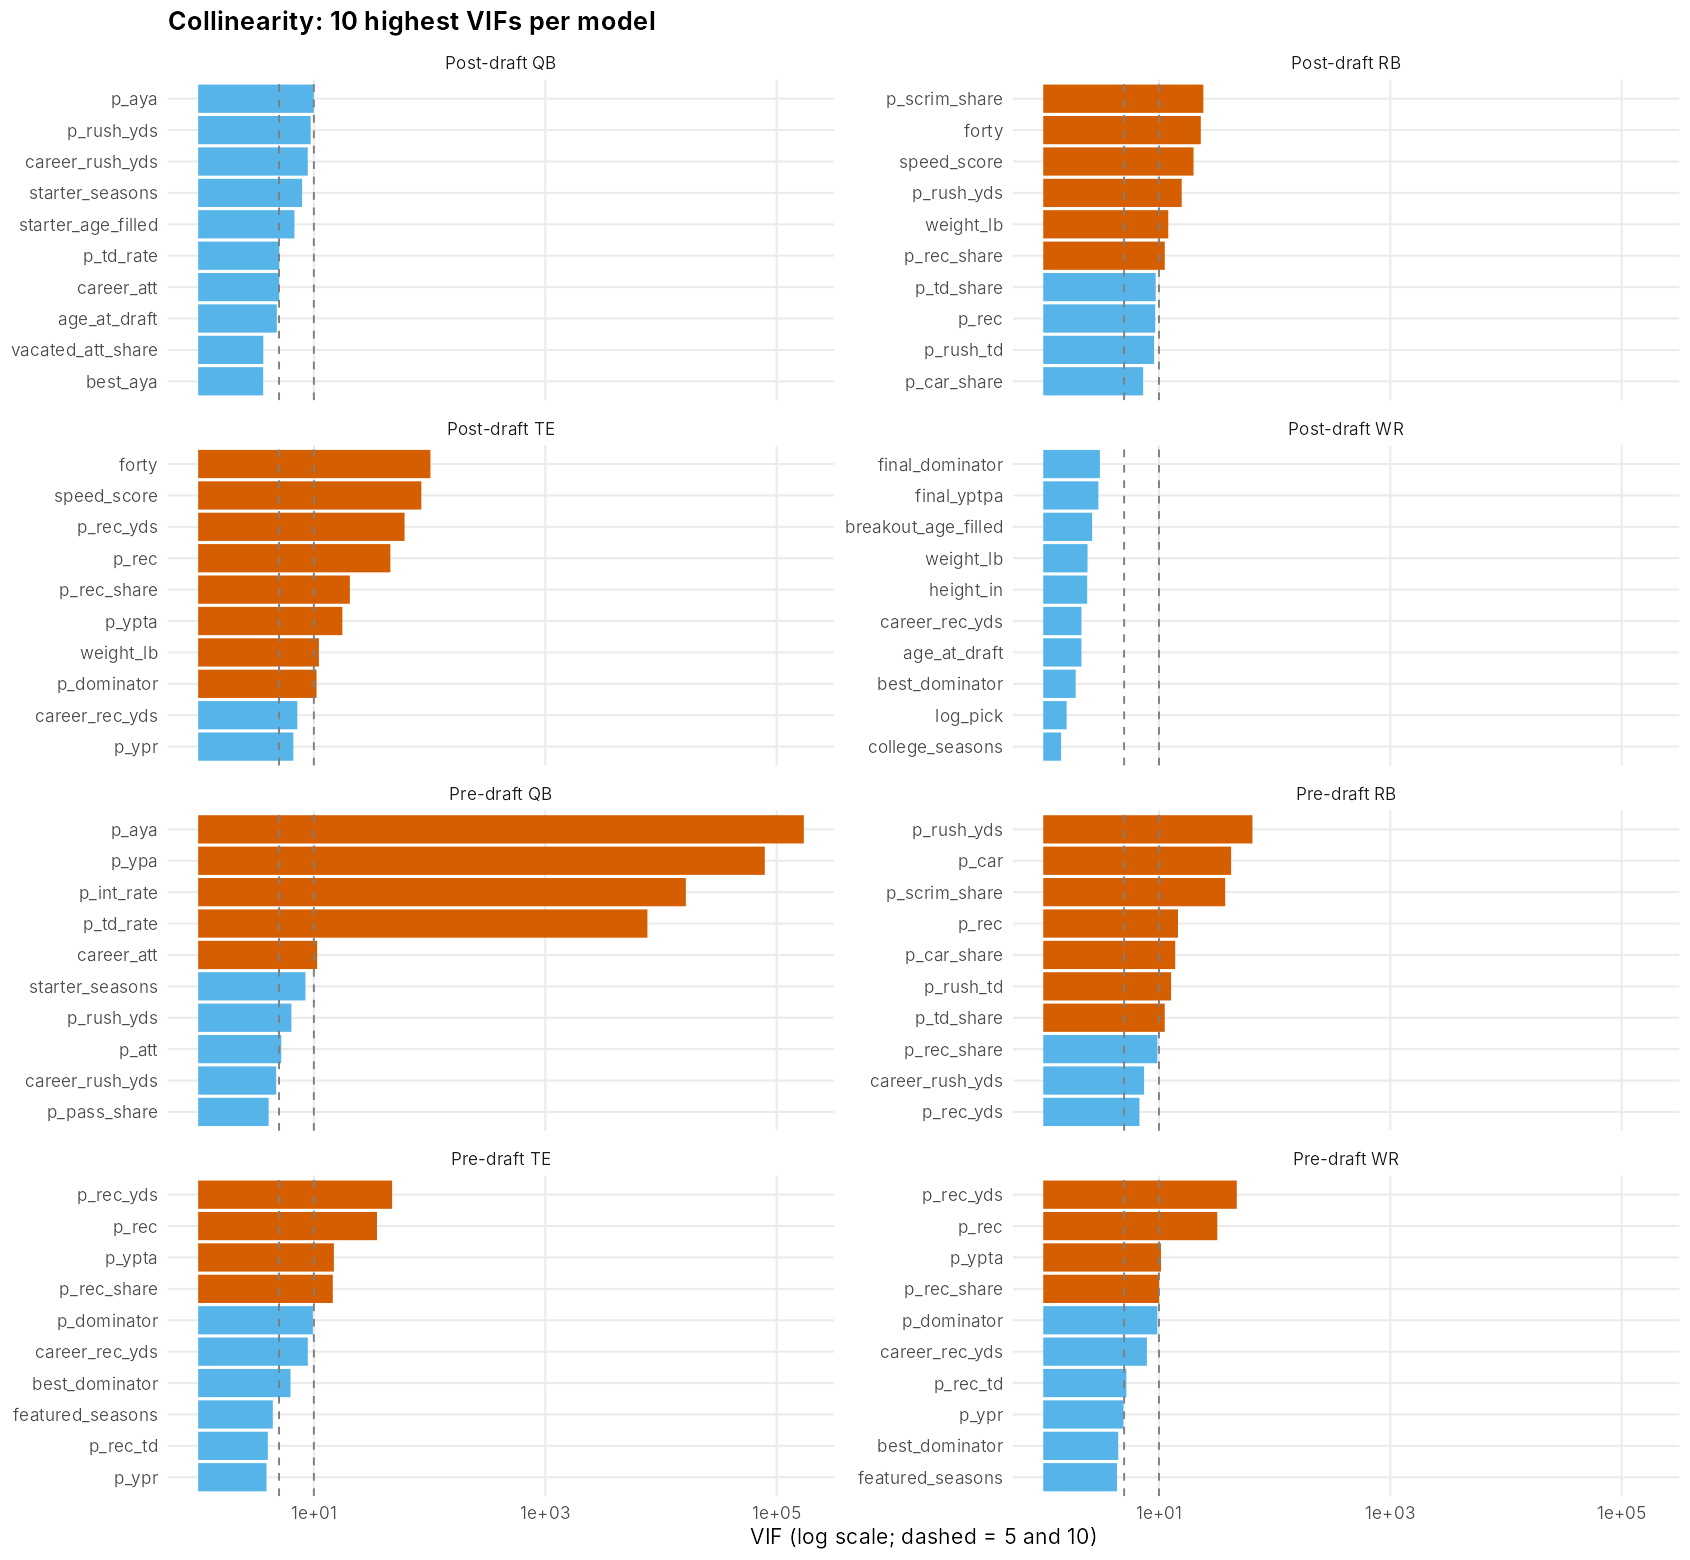 Collinearity: 10 highest VIFs per model
Post-draft QB
p_aya
p_rush_yds
career_rush_yds
starter_seasons
starter_age_filled
p_td_rate
career_att
age_at_draft
vacated_att_share
best_aya
Post-draft RB
p_scrim_share
forty
speed_score
p_rush_yds
weight_lb
p_rec_share
p_td_share
p_rec
p_rush_td
p_car_share
Post-draft TE
forty
speed_score
p_rec_yds
p_rec
p_rec_share
p_ypta
weight_lb
p_dominator
career_rec_yds
p_ypr
Post-draft WR
final_dominator
final_yptpa
breakout_age_filled
weight_lb
height_in
career_rec_yds
age_at_draft
best_dominator
log_pick
college_seasons
Pre-draft QB
p_aya
p_ypa
p_int_rate
p_td_rate
career_att
starter_seasons
p_rush_yds
p_att
career_rush_yds
p_pass_share
Pre-draft RB
p_rush_yds
p_car
p_scrim_share
p_rec
p_car_share
p_rush_td
p_td_share
p_rec_share
career_rush_yds
p_rec_yds
Pre-draft TE
p_rec_yds
p_rec
p_ypta
p_rec_share
p_dominator
career_rec_yds
best_dominator
featured_seasons
p_rec_td
p_ypr
Pre-draft WR
p_rec_yds
p_rec
p_ypta
p_rec_share
p_dominator
career_rec_yds
p_rec_td
p_ypr
best_dominator
featured_seasons
1e+01 1e+03 1e+05
1e+01 1e+03 1e+05
VIF (log scale; dashed = 5 and 10)